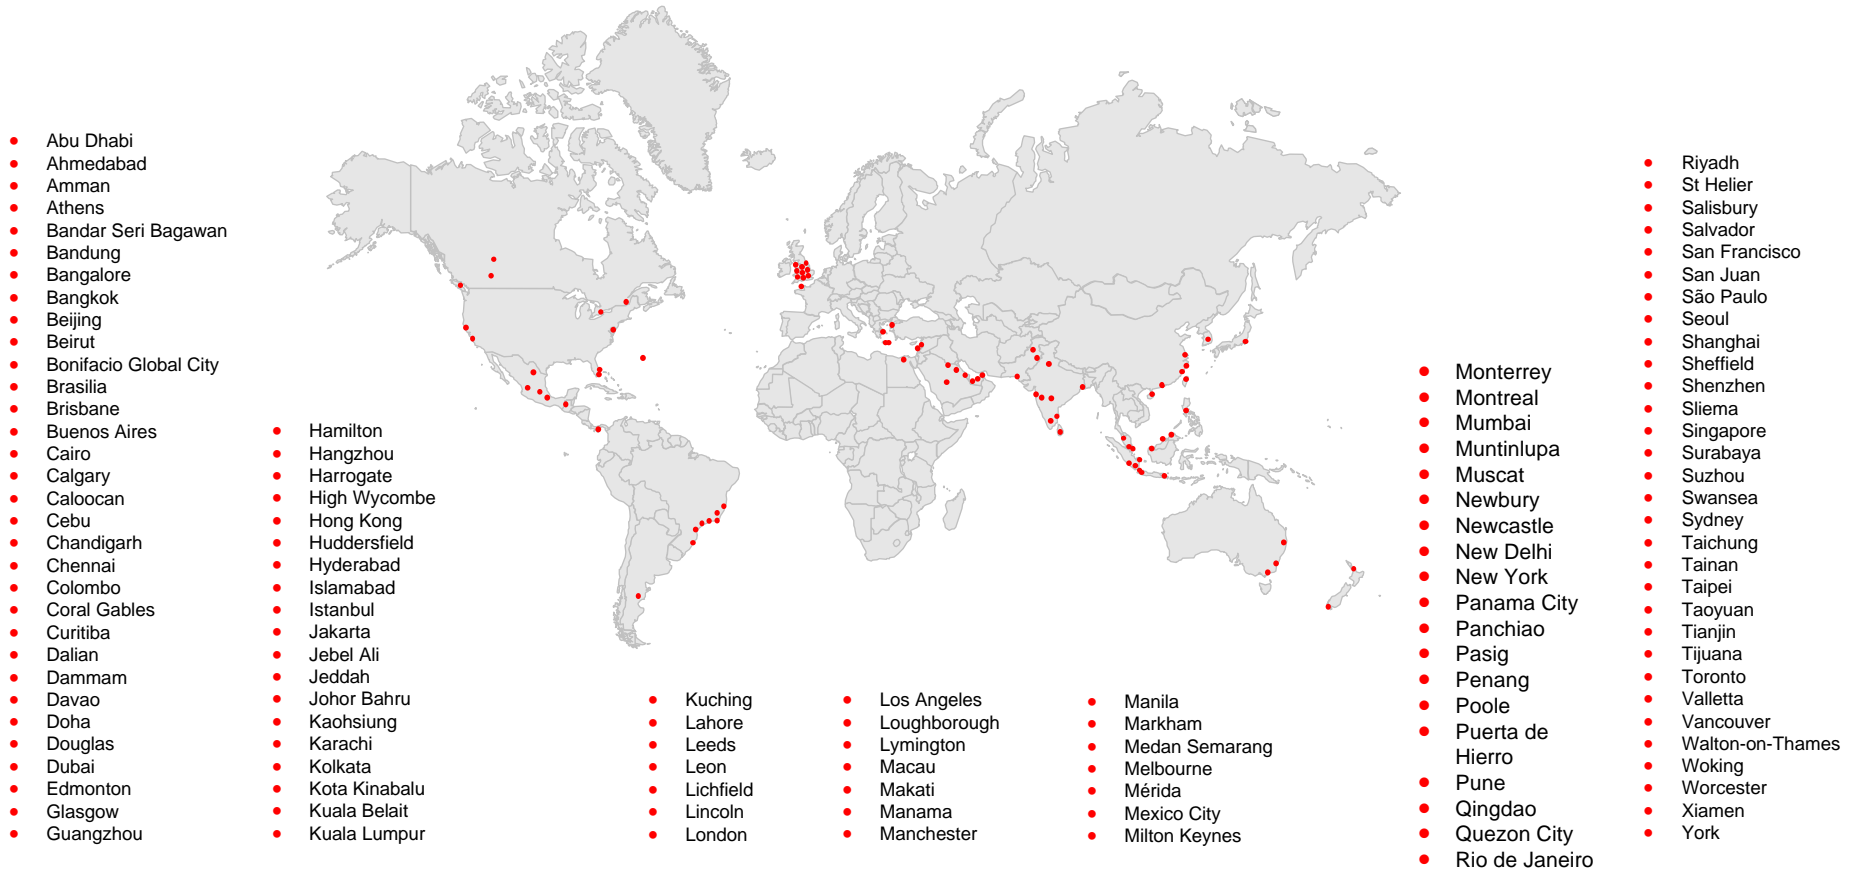 Abu Dhabi
Ahmedabad
Amman
Athens
Bandar Seri Bagawan
Bandung
Bangalore
Bangkok
Beijing
Beirut
Bonifacio Global City
Brasilia
Brisbane
Buenos Aires
Cairo
Calgary
Caloocan
Cebu
Chandigarh
Chennai
Colombo
Coral Gables
Curitiba
Dalian
Dammam
Davao
Doha
Douglas
Dubai
Edmonton
Glasgow
Guangzhou
Hamilton
Hangzhou
Harrogate
High Wycombe
Hong Kong
Huddersfield
Hyderabad
Islamabad
Istanbul
Jakarta
Jebel Ali
Jeddah
Johor Bahru
Kaohsiung
Karachi
Kolkata
Kota Kinabalu
Kuala Belait
Kuala Lumpur
Kuching
Lahore
Leeds
Leon
Lichfield
Lincoln
London
Los Angeles
Loughborough
Lymington
Macau
Makati
Manama
Manchester
Manila
Markham
Medan Semarang
Melbourne
Mérida
Mexico City
Milton Keynes
Monterrey
Montreal
Mumbai
Muntinlupa
Muscat
Newbury
Newcastle
New Delhi
New York
Panama City
Panchiao
Pasig
Penang
Poole
Puerta de
Hierro
Pune
Qingdao
Quezon City
Rio de Janeiro
Riyadh
St Helier
Salisbury
Salvador
San Francisco
San Juan
São Paulo
Seoul
Shanghai
Sheffield
Shenzhen
Sliema
Singapore
Surabaya
Suzhou
Swansea
Sydney
Taichung
Tainan
Taipei
Taoyuan
Tianjin
Tijuana
Toronto
Valletta
Vancouver
Walton-on-Thames
Woking
Worcester
Xiamen
York